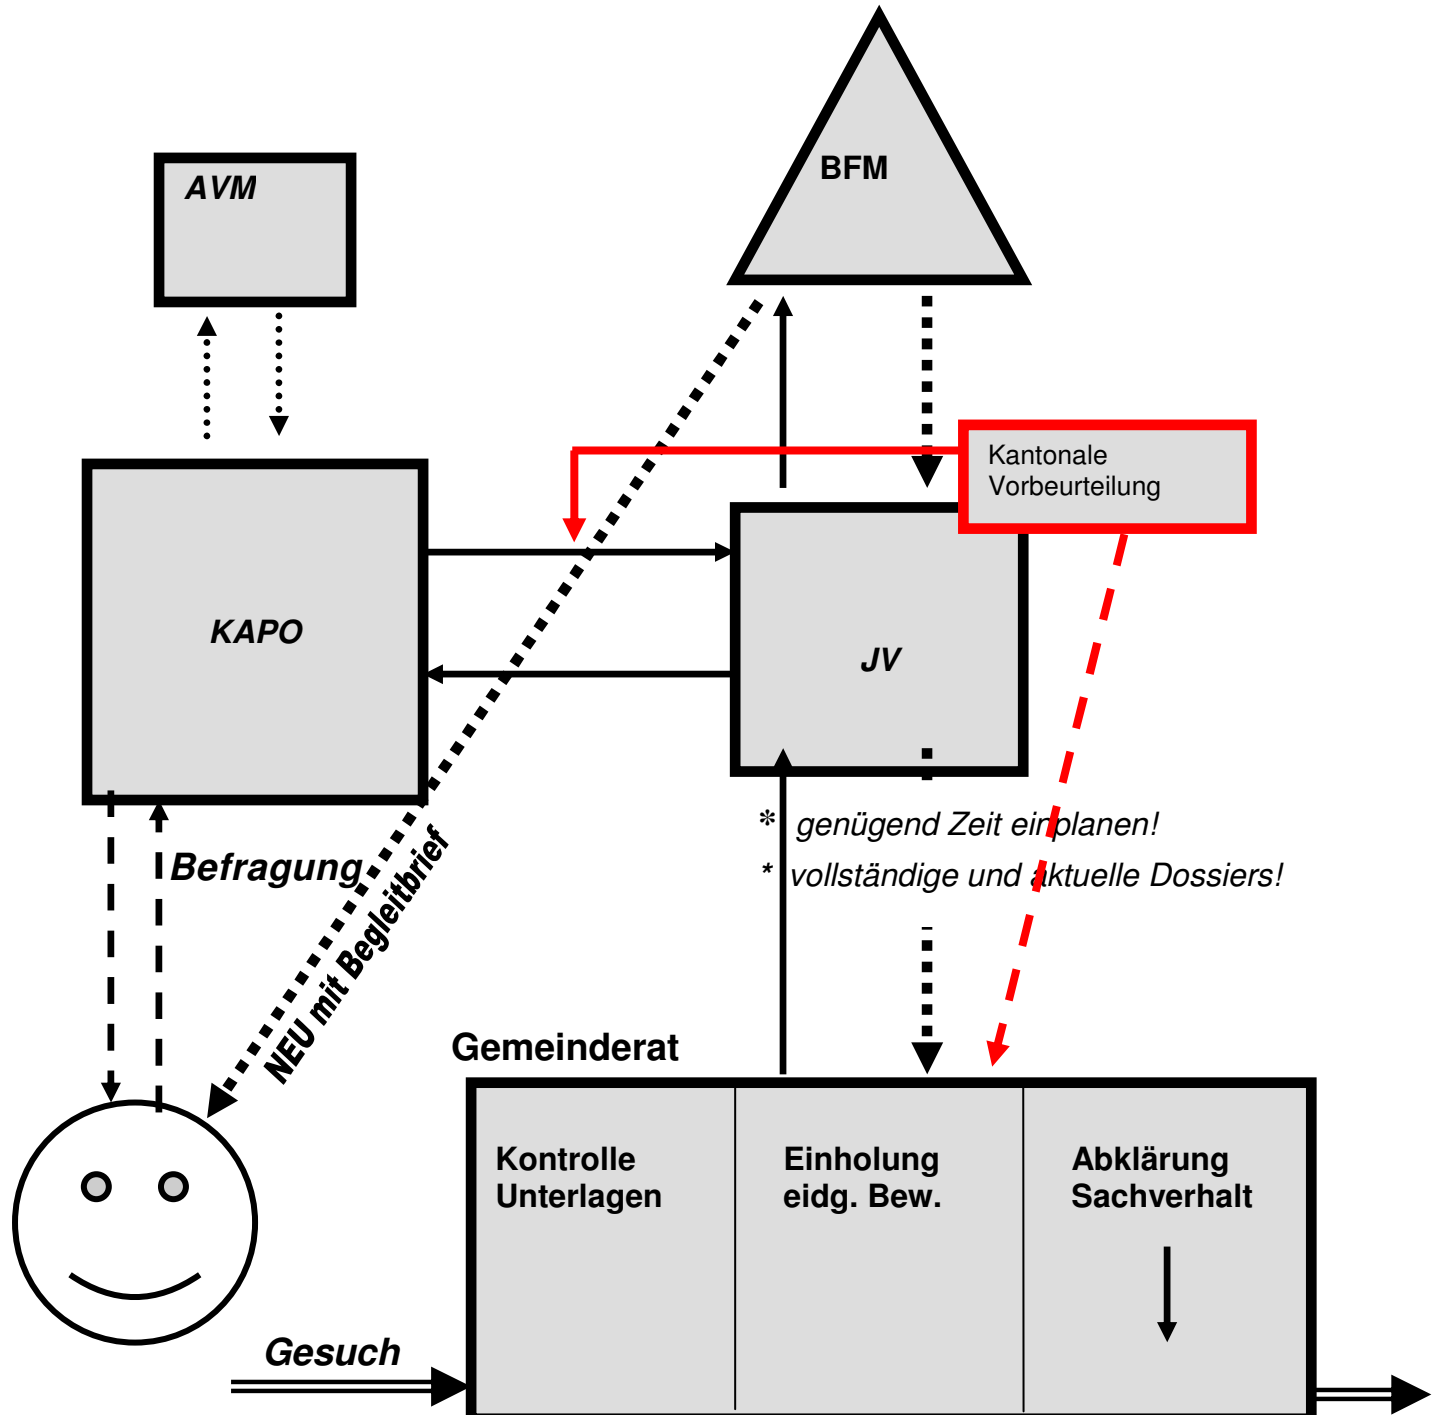 BFM
AVM
Kantonale
Vorbeurteilung
KAPO
JV
* genügend Zeit einplanen!
* vollständige und aktuelle Dossiers!
Befragung
NEU mit Begleitbrief
Gemeinderat
Kontrolle
Unterlagen
Einholung
eidg. Bew.
Abklärung
Sachverhalt
Gesuch